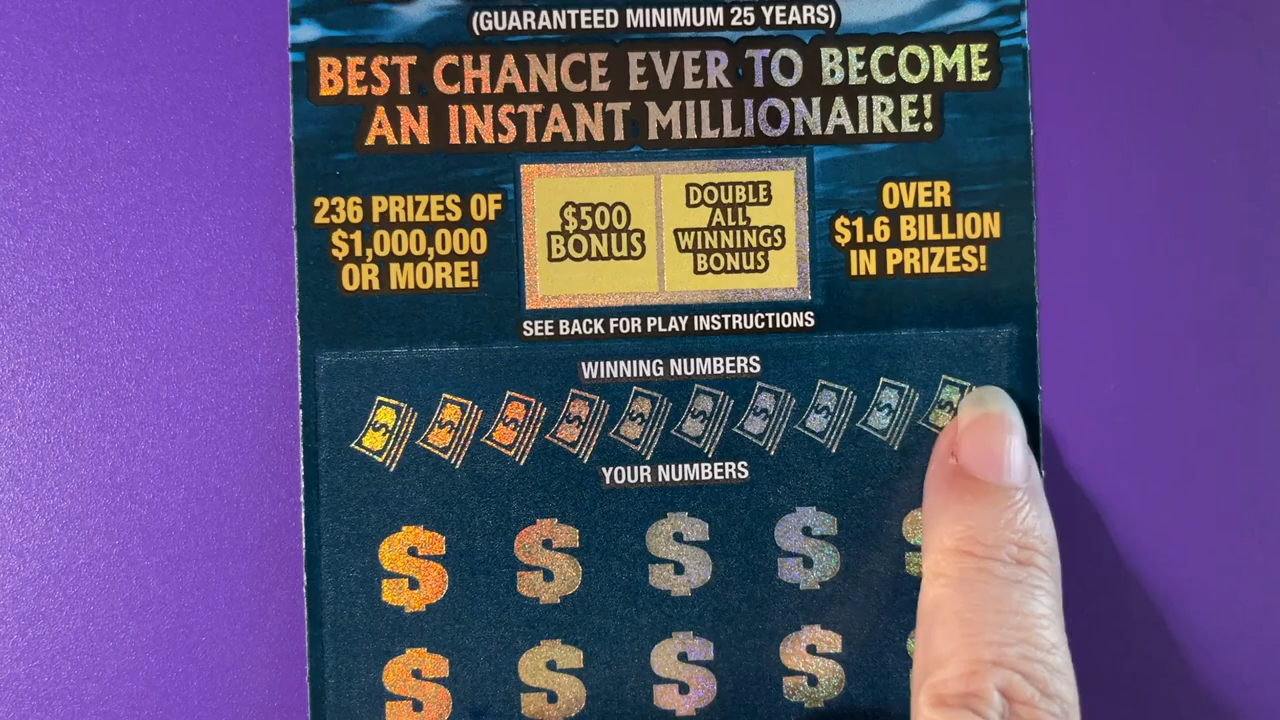 (GUARANTEED MINIMUM 25 YEARS)
BEST CHANCE EVER TO BECOME
AN INSTANT MILLIONAIRE!
236 PRIZES OF
$1,000,000
OR MORE!
$500
BONUS
DOUBLE
ALL
WINNINGS
BONUS
OVER
$1.6 BILLION
IN PRIZES!
SEE BACK FOR PLAY INSTRUCTIONS
WINNING NUMBERS
$ $ $ $ $ $ $ $ $ $
YOUR NUMBERS
$ $ $ $ $
$ $ $ $